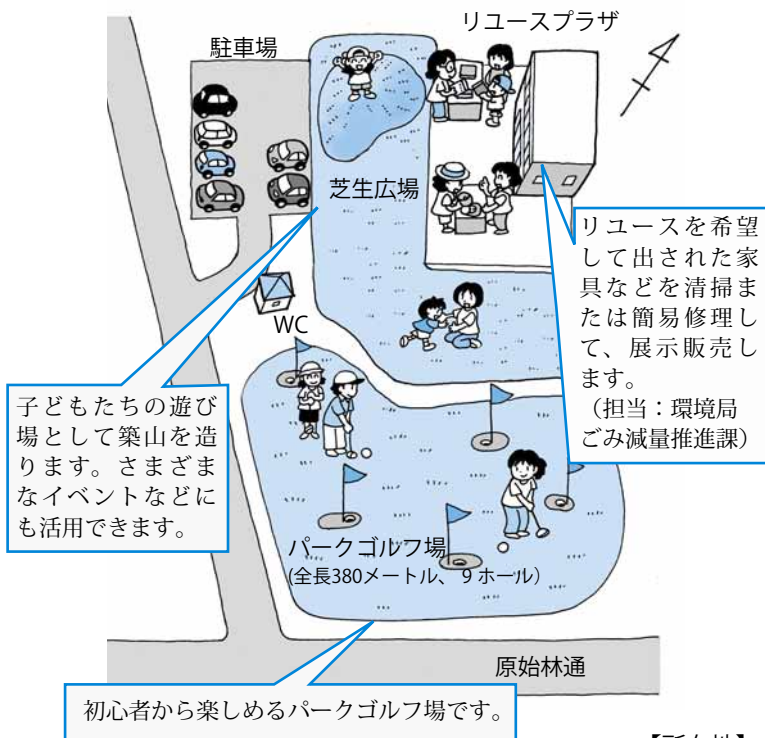 リユースプラザ
駐車場
芝生広場
リユースを希望
して出された家
具などを清掃ま
たは簡易修理し
て、展示販売し
ます。
（担当：環境局
ごみ減量推進課）
WC
子どもたちの遊び
場として築山を造
ります。さまざま
なイベントなどに
も活用できます。
パークゴルフ場
(全長380メートル、９ホール）
原始林通
初心者から楽しめるパークゴルフ場です。